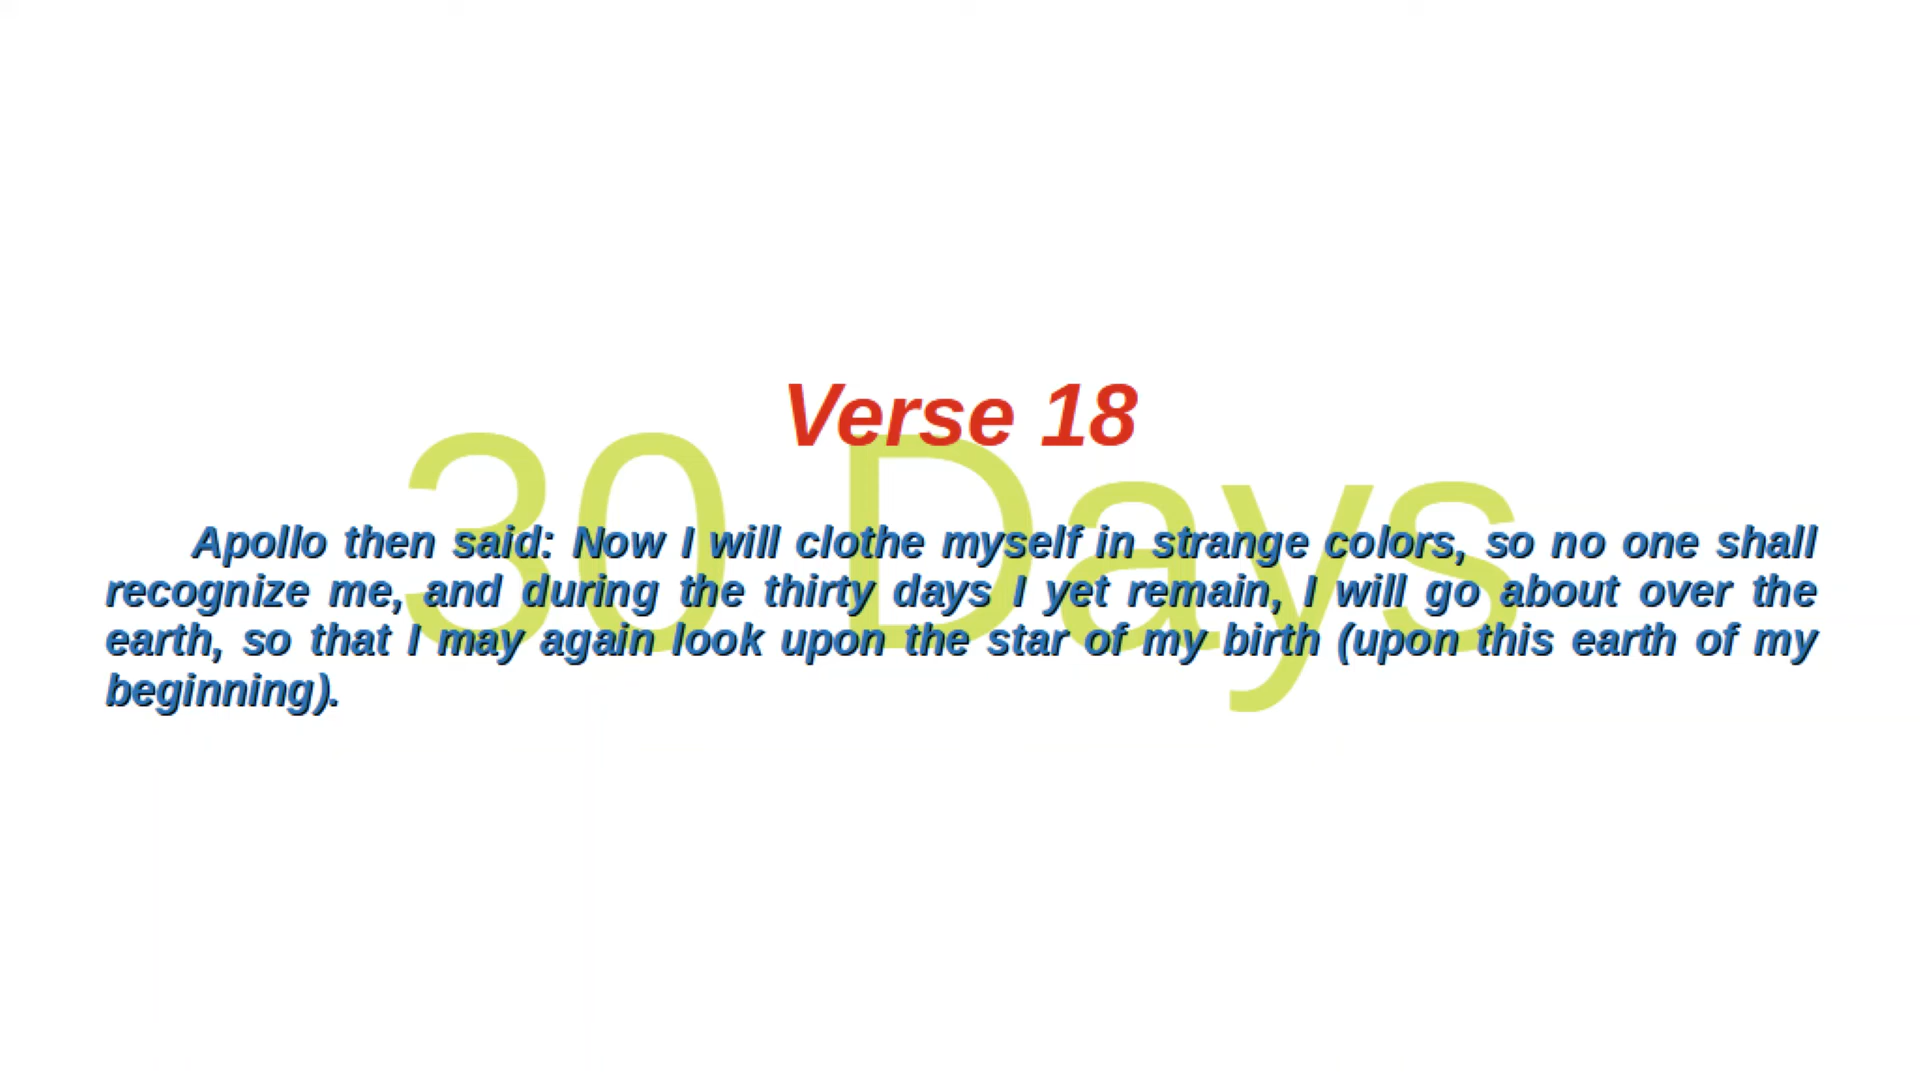 Verse 18
30 Days
Apollo then said: Now I will clothe myself in strange colors, so no one shall
recognize me, and during the thirty days I yet remain, I will go about over the
earth, so that I may again look upon the star of my birth (upon this earth of my
beginning).